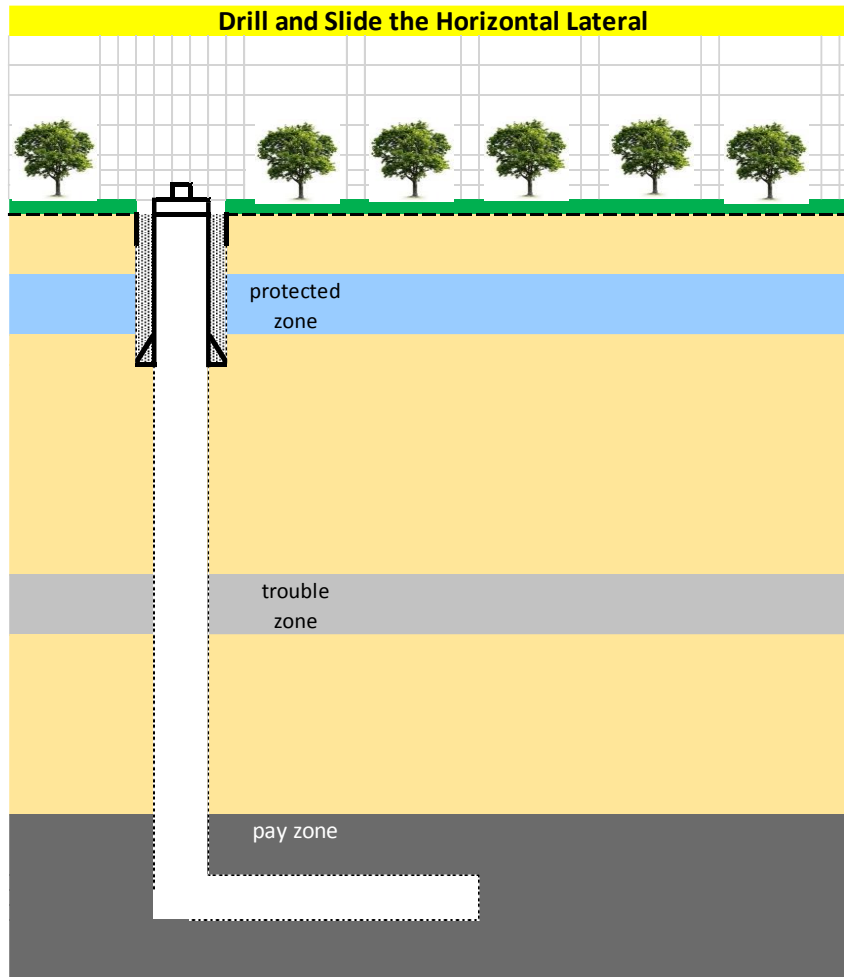 Drill and Slide the Horizontal Lateral
protected
zone
trouble
zone
pay zone